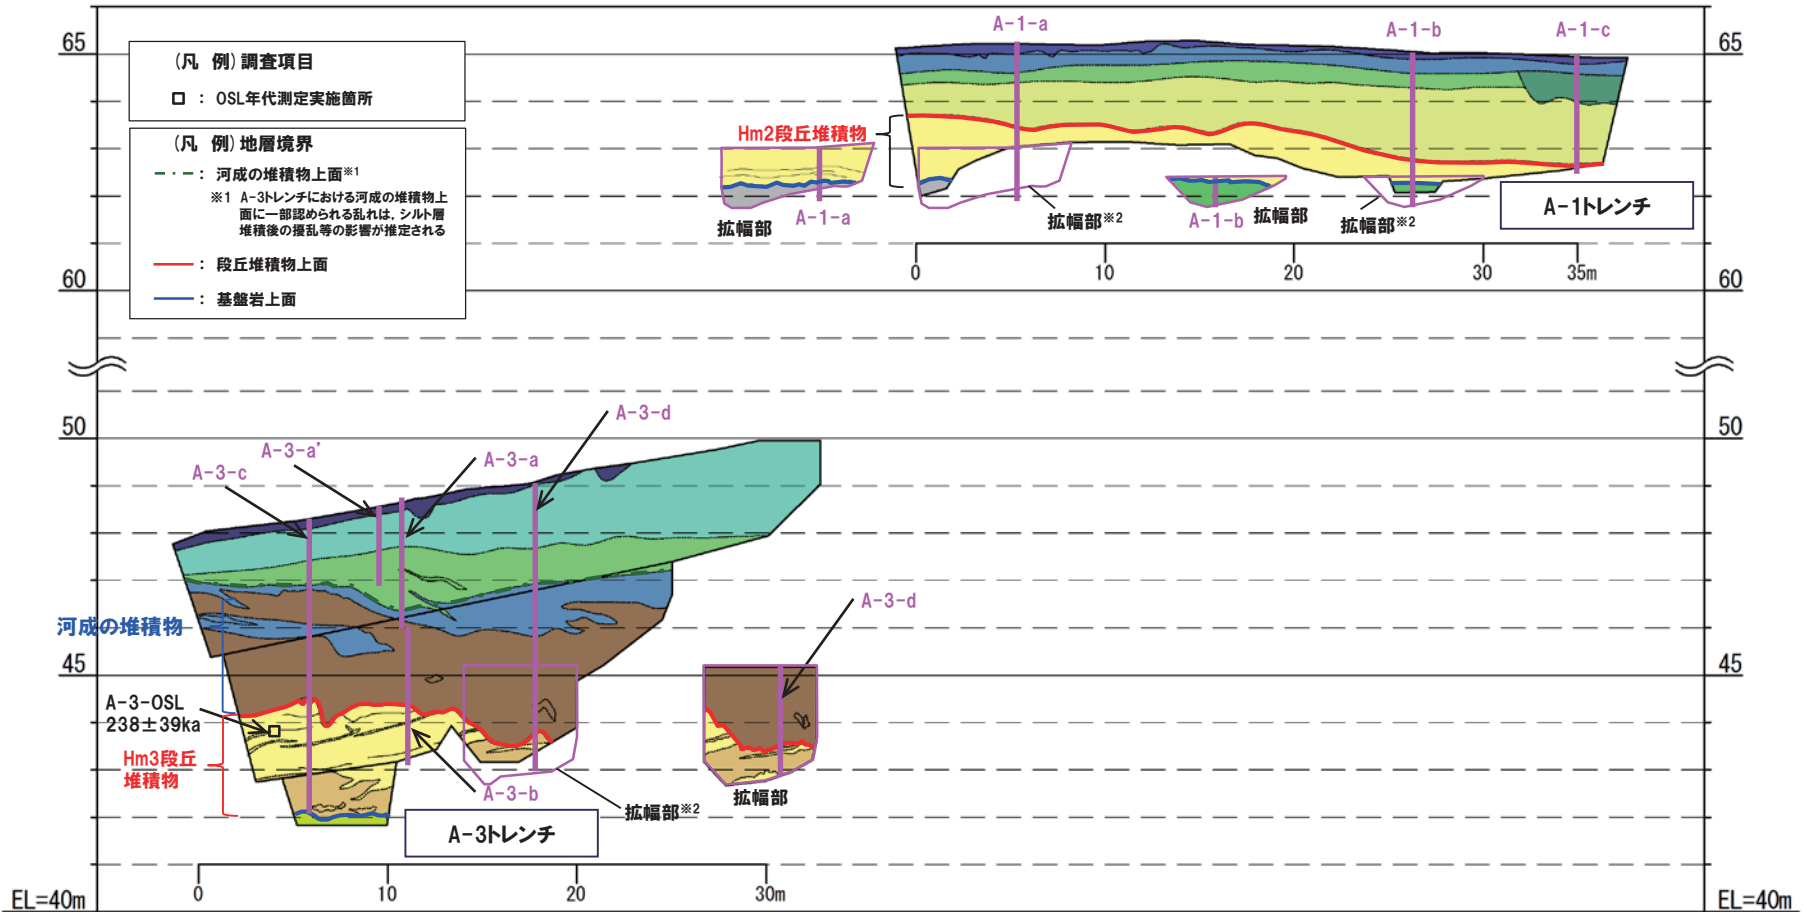 65
(凡 例)調査項目
□ : OSL年代測定実施箇所
(凡 例)地層境界
: 河成の堆積物上面※1
※1 A-3トレンチにおける河成の堆積物上
面に一部認められる乱れは,シルト層
堆積後の擾乱等の影響が推定される
: 段丘堆積物上面
: 基盤岩上面
A-1-a
A-1-b
A-1-c
65
Hm2段丘堆積物
拡幅部
A-1-a
拡幅部※2
A-1-b
拡幅部
拡幅部※2
A-1トレンチ
0
10
20
30
35m
60
60
50
50
A-3-d
A-3-a'
A-3-a
A-3-c
河成の堆積物
A-3-d
45
45
A-3-OSL
238±39ka
Hm3段丘
堆積物
A-3-b
拡幅部※2
拡幅部
A-3トレンチ
0
10
20
30m
EL=40m
EL=40m